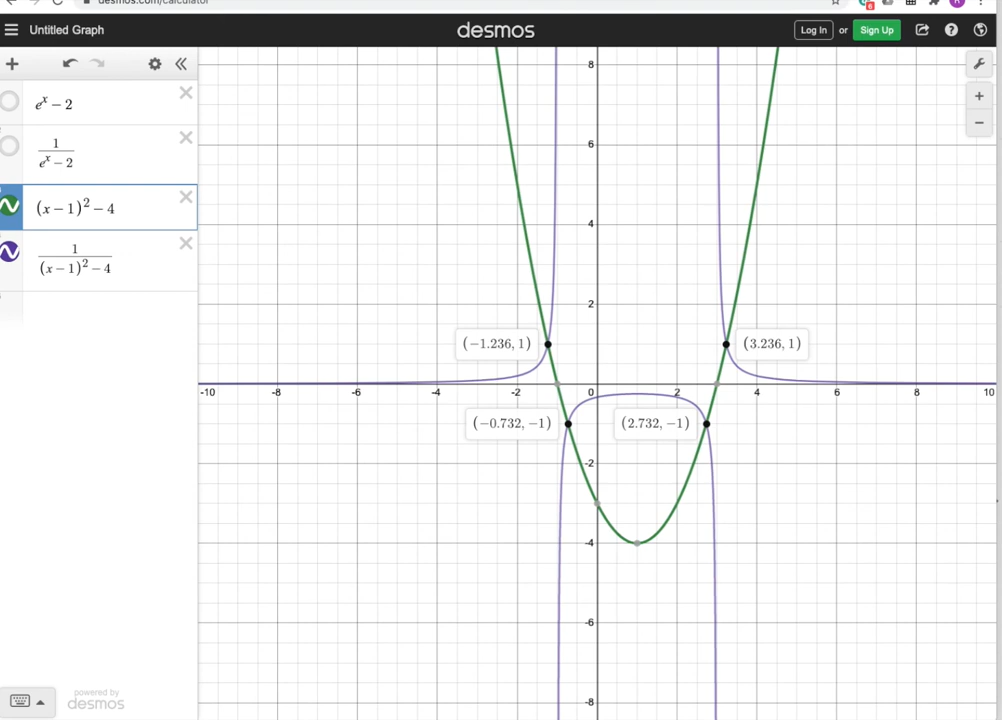 desmos.com/calculator
Untitled Graph
desmos
Log In or Sign Up
eˣ − 2
1
eˣ − 2
(x − 1)² − 4
1
(x − 1)² − 4
8
6
4
2
(−1.236, 1)
(3.236, 1)
-10 -8 -6 -4 -2 0 2 4 6 8 10
(−0.732, −1)
(2.732, −1)
-2
-4
-6
-8
powered by
desmos